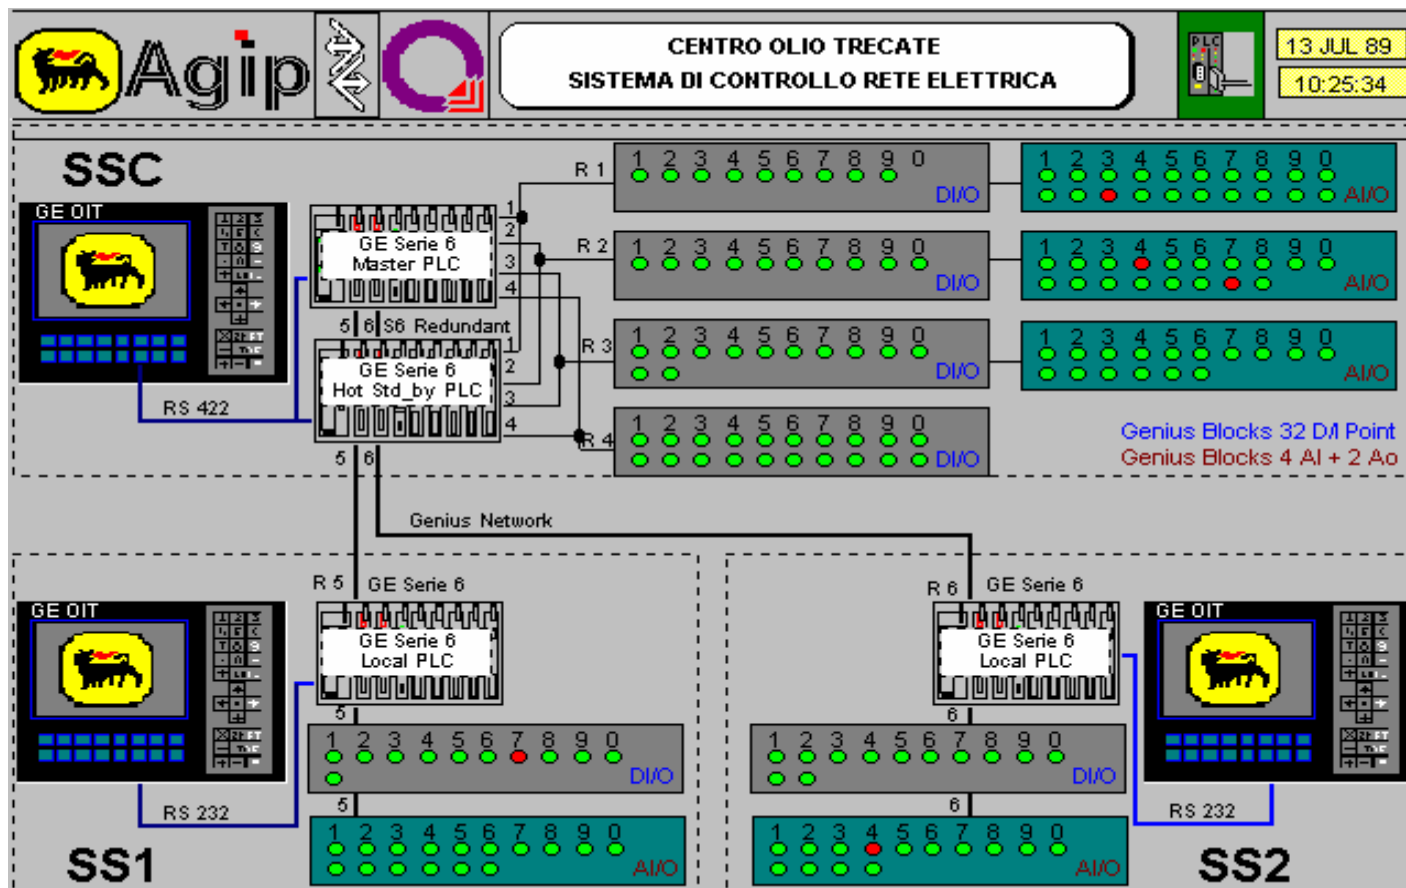 Agip
CENTRO OLIO TRECATE
SISTEMA DI CONTROLLO RETE ELETTRICA
PLC
13 JUL 89
10:25:34
SSC
GE OIT
RS 422
GE Serie 6
Master PLC
1
2
3
4
5 6 S6 Redundant
GE Serie 6
Hot Std_by PLC
1
2
3
4
5 6
R 1
1 2 3 4 5 6 7 8 9 0
DI/O
1 2 3 4 5 6 7 8 9 0
AI/O
R 2
1 2 3 4 5 6 7 8 9 0
DI/O
1 2 3 4 5 6 7 8 9 0
AI/O
R 3
1 2 3 4 5 6 7 8 9 0
DI/O
1 2 3 4 5 6 7 8 9 0
AI/O
R 4
1 2 3 4 5 6 7 8 9 0
DI/O
Genius Blocks 32 D/I Point
Genius Blocks 4 AI + 2 Ao
Genius Network
R 5 GE Serie 6
GE OIT
GE Serie 6
Local PLC
5
1 2 3 4 5 6 7 8 9 0
DI/O
RS 232
5
1 2 3 4 5 6 7 8 9 0
AI/O
SS1
R 6 GE Serie 6
GE OIT
GE Serie 6
Local PLC
6
1 2 3 4 5 6 7 8 9 0
DI/O
6
RS 232
1 2 3 4 5 6 7 8 9 0
AI/O
SS2